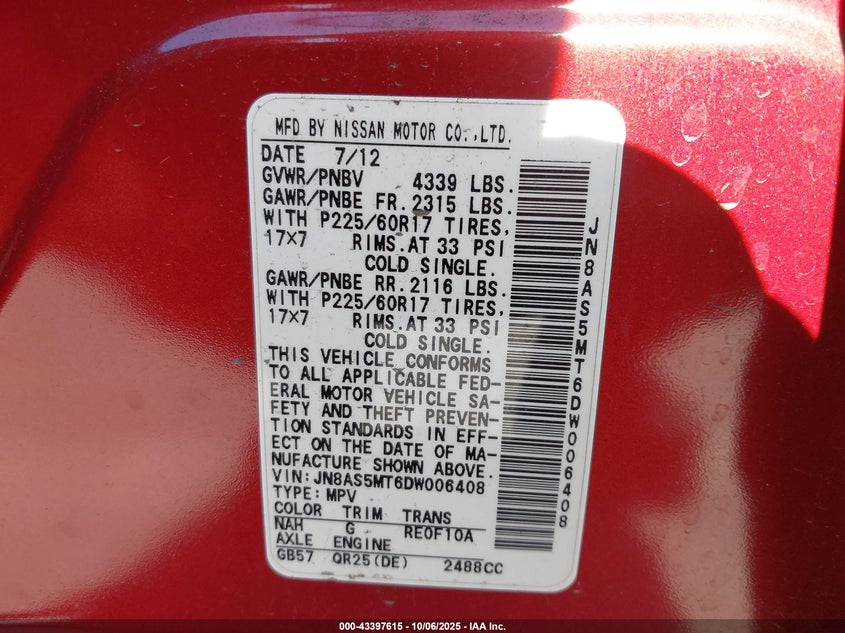 MFD BY NISSAN MOTOR CO.,LTD.
DATE 7/12
GVWR/PNBV 4339 LBS.
GAWR/PNBE FR. 2315 LBS.
WITH P225/60R17 TIRES,
17×7 RIMS. AT 33 PSI
COLD SINGLE.
GAWR/PNBE RR. 2116 LBS.
WITH P225/60R17 TIRES,
17×7 RIMS. AT 33 PSI
COLD SINGLE.
THIS VEHICLE CONFORMS
TO ALL APPLICABLE FED-
ERAL MOTOR VEHICLE SA-
FETY AND THEFT PREVEN-
TION STANDARDS IN EFF-
ECT ON THE DATE OF MA-
NUFACTURE SHOWN ABOVE.
VIN:JN8AS5MT6DW006408
TYPE:MPV
COLOR TRIM TRANS
NAH G RE0F10A
AXLE ENGINE
GB57 QR25(DE) 2488CC
JN8AS5MT6DW006408
000-43397615 - 10/06/2025 - IAA Inc.